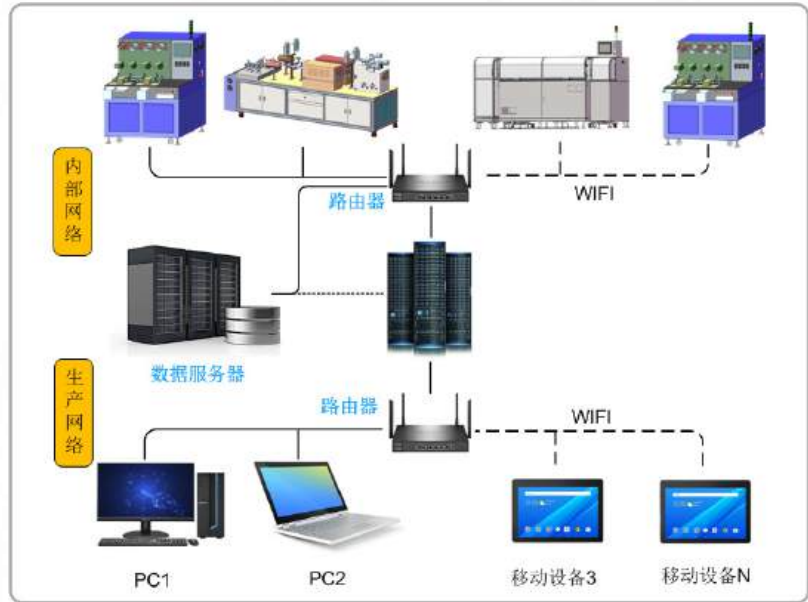 内部网络
路由器
WIFI
数据服务器
生产网络
路由器
WIFI
PC1
PC2
移动设备3
移动设备N